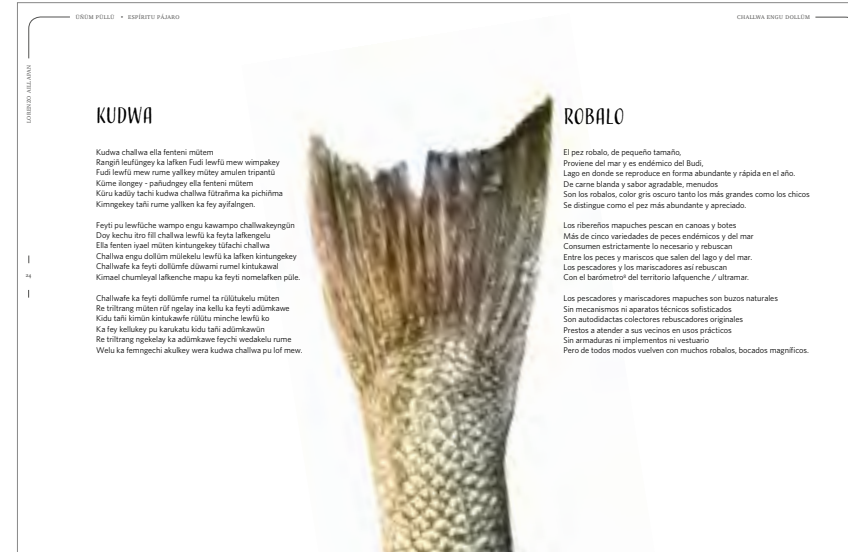 ÜÑÜM PÜLLÜ • ESPÍRITU PÁJARO
CHALLWA ENGU DOLLÜM
LORENZO AILLAPAN
24
KUDWA
Kudwa challwa ella fenteni mütem
Rangiñ leufüngey ka lafken Fudi lewfü mew wimpakey
Fudi lewfü mew rume yallkey mütey amulen tripantü
Küme ilongey - pañudngey ella fenteni mütem
Küru kadüy tachi kudwa challwa fütrañma ka pichiñma
Kimngekey tañi rume yallken ka fey ayifalngen.
Feyti pu lewfüche wampo engu kawampo challwakeyngün
Doy kechu itro fill challwa lewfü ka feyta lafkengelu
Ella fenten iyael müten kintungekey tüfachi challwa
Challwa engu dollüm mülekelu lewfü ka lafken kintungekey
Challwafe ka feyti dollümfe düwami rumel kintukawal
Kimael chumleyal lafkenche mapu ka feyti nomelafken püle.
Challwafe ka feyti dollümfe rumel ta rülütukelu müten
Re triltrang müten rüf ngelay ina kellu ka feyti adümkawe
Kidu tañi kimün kintukawfe rülütu minche lewfü ko
Ka fey kellukey pu karukatu kidu tañi adümkawün
Re triltrang ngekelay ka adümkawe feychi wedakelu rume
Welu ka femngechi akulkey wera kudwa challwa pu lof mew.
ROBALO
El pez robalo, de pequeño tamaño,
Proviene del mar y es endémico del Budi,
Lago en donde se reproduce en forma abundante y rápida en el año.
De carne blanda y sabor agradable, menudos
Son los robalos, color gris oscuro tanto los más grandes como los chicos
Se distingue como el pez más abundante y apreciado.
Los ribereños mapuches pescan en canoas y botes
Más de cinco variedades de peces endémicos y del mar
Consumen estrictamente lo necesario y rebuscan
Entre los peces y mariscos que salen del lago y del mar.
Los pescadores y los mariscadores así rebuscan
Con el barómetro⁶ del territorio lafquenche / ultramar.
Los pescadores y mariscadores mapuches son buzos naturales
Sin mecanismos ni aparatos técnicos sofisticados
Son autodidactas colectores rebuscadores originales
Prestos a atender a sus vecinos en usos prácticos
Sin armaduras ni implementos ni vestuario
Pero de todos modos vuelven con muchos robalos, bocados magníficos.